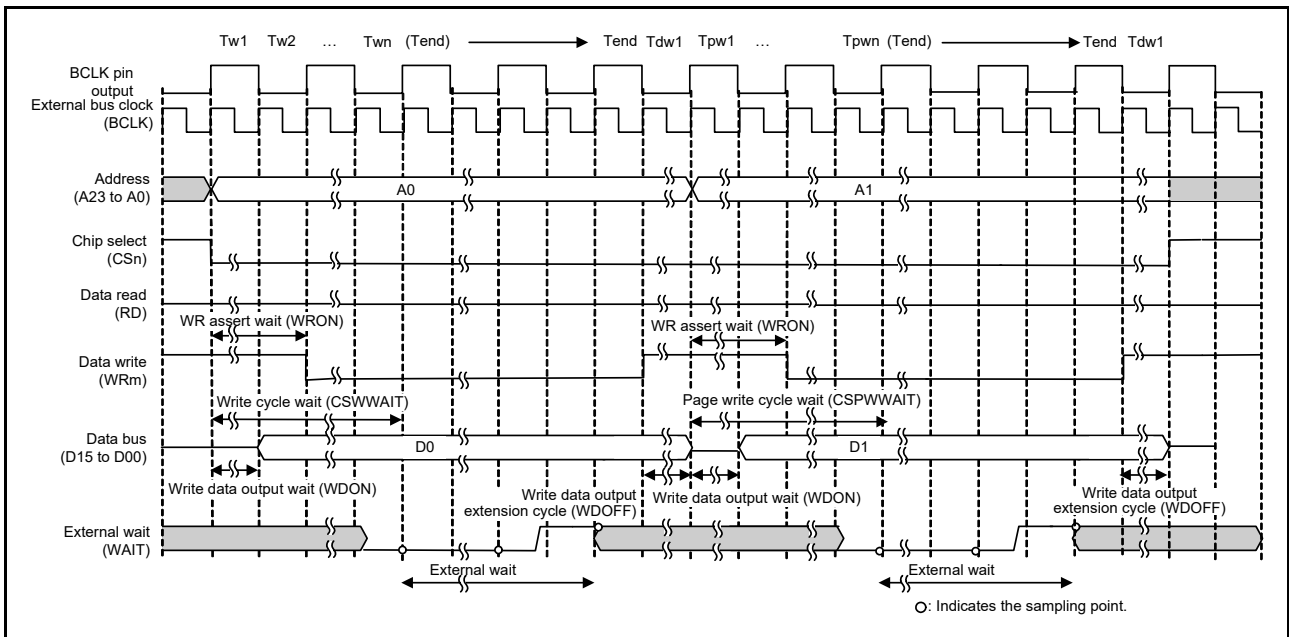 Tw1 Tw2 … Twn (Tend) Tend Tdw1 Tpw1 … Tpwn (Tend) Tend Tdw1
BCLK pin
output
External bus clock
(BCLK)
Address
(A23 to A0)
A0 A1
Chip select
(CSn)
Data read
(RD)
WR assert wait (WRON) WR assert wait (WRON)
Data write
(WRm)
Write cycle wait (CSWWAIT) Page write cycle wait (CSPWWAIT)
Data bus
(D15 to D00)
D0 D1
Write data output wait (WDON) Write data output
extension cycle (WDOFF) Write data output wait (WDON) Write data output
extension cycle (WDOFF)
External wait
(WAIT)
External wait External wait
O: Indicates the sampling point.